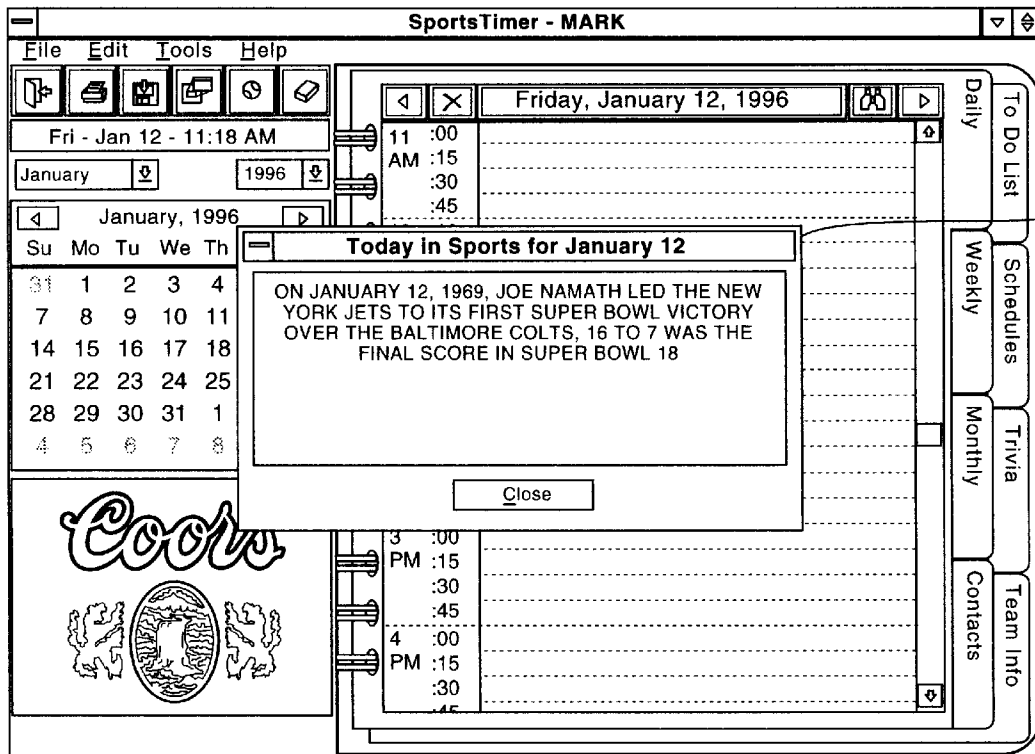 SportsTimer - MARK
File Edit Tools Help
Fri - Jan 12 - 11:18 AM
January 1996
January, 1996
Su Mo Tu We Th
31 1 2 3 4
7 8 9 10 11
14 15 16 17 18
21 22 23 24 25
28 29 30 31 1
4 5 6 7 8
Coors
Friday, January 12, 1996
11 :00
AM :15
:30
:45
Today in Sports for January 12
ON JANUARY 12, 1969, JOE NAMATH LED THE NEW
YORK JETS TO ITS FIRST SUPER BOWL VICTORY
OVER THE BALTIMORE COLTS, 16 TO 7 WAS THE
FINAL SCORE IN SUPER BOWL 18
Close
3 :00
PM :15
:30
:45
4 :00
PM :15
:30
:45
Daily
Weekly
Monthly
Contacts
To Do List
Schedules
Trivia
Team Info